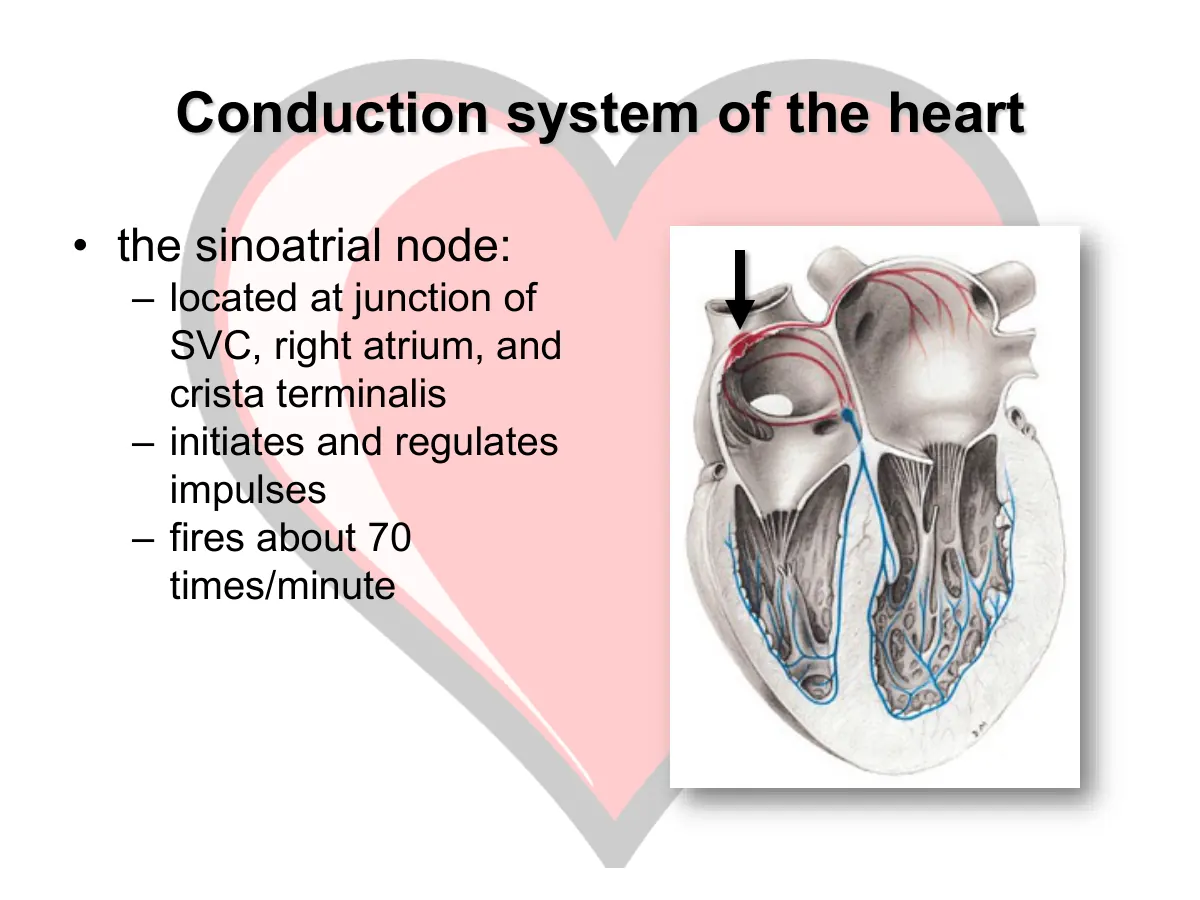 Conduction system of the heart
• the sinoatrial node:
– located at junction of
SVC, right atrium, and
crista terminalis
– initiates and regulates
impulses
– fires about 70
times/minute